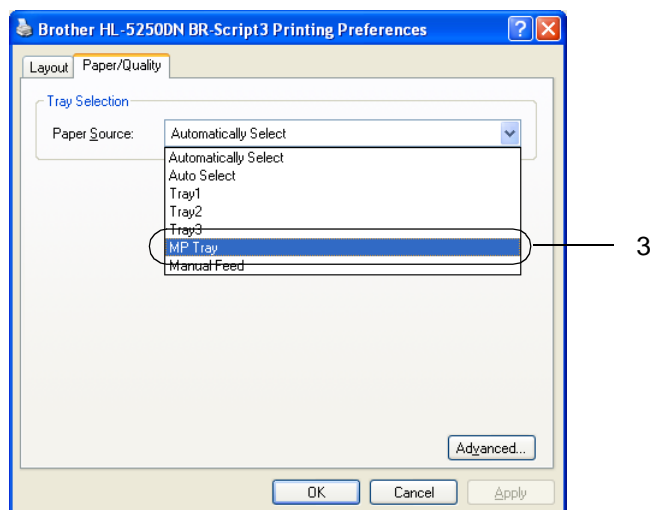 Brother HL-5250DN BR-Script3 Printing Preferences
Layout Paper/Quality
Tray Selection
Paper Source: Automatically Select
Automatically Select
Auto Select
Tray1
Tray2
Tray3
MP Tray 3
Manual Feed
Advanced...
OK Cancel Apply